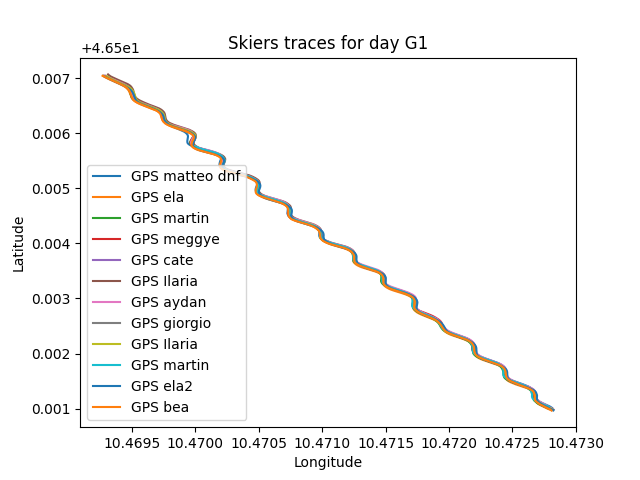 Skiers traces for day G1
+4.65e1
0.007
0.006
0.005
0.004
0.003
0.002
0.001
Latitude
GPS matteo dnf
GPS ela
GPS martin
GPS meggye
GPS cate
GPS Ilaria
GPS aydan
GPS giorgio
GPS Ilaria
GPS martin
GPS ela2
GPS bea
10.4695 10.4700 10.4705 10.4710 10.4715 10.4720 10.4725 10.4730
Longitude